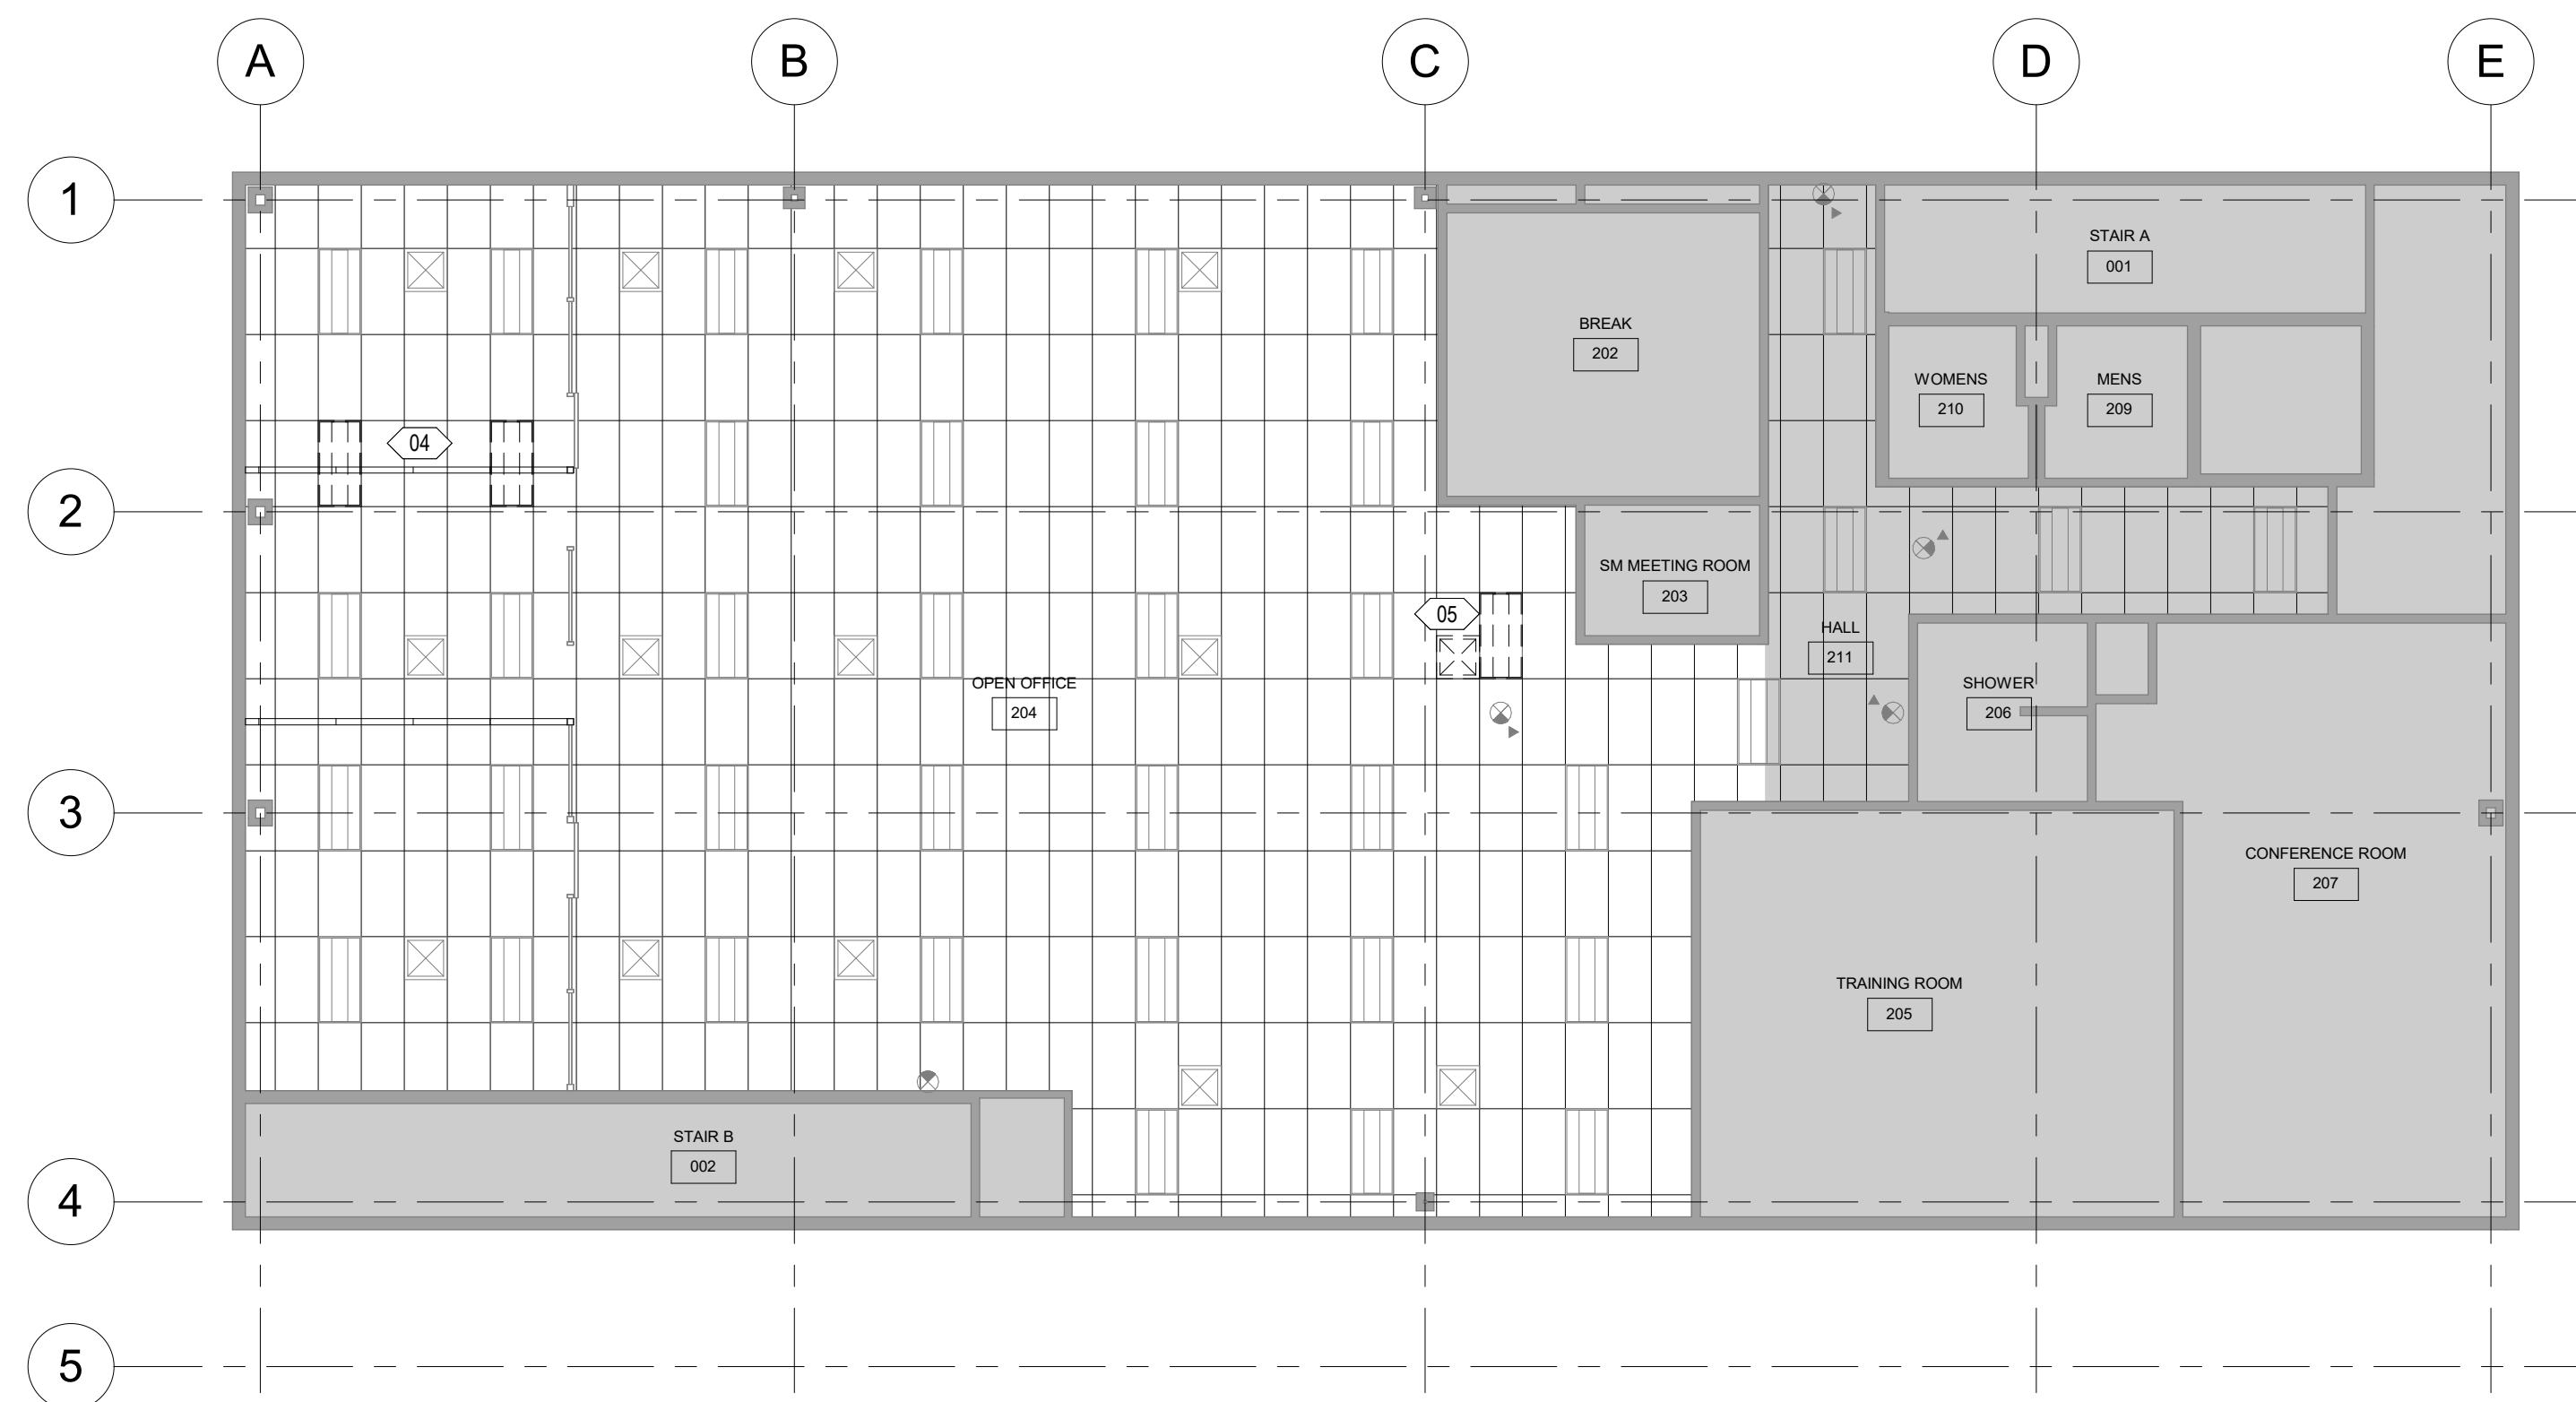 A
B
C
D
E
1
STAIR A
001
BREAK
202
WOMENS
210
MENS
209
04
2
SM MEETING ROOM
203
05
HALL
211
OPEN OFFICE
204
SHOWER
206
3
CONFERENCE ROOM
207
TRAINING ROOM
205
STAIR B
002
4
5